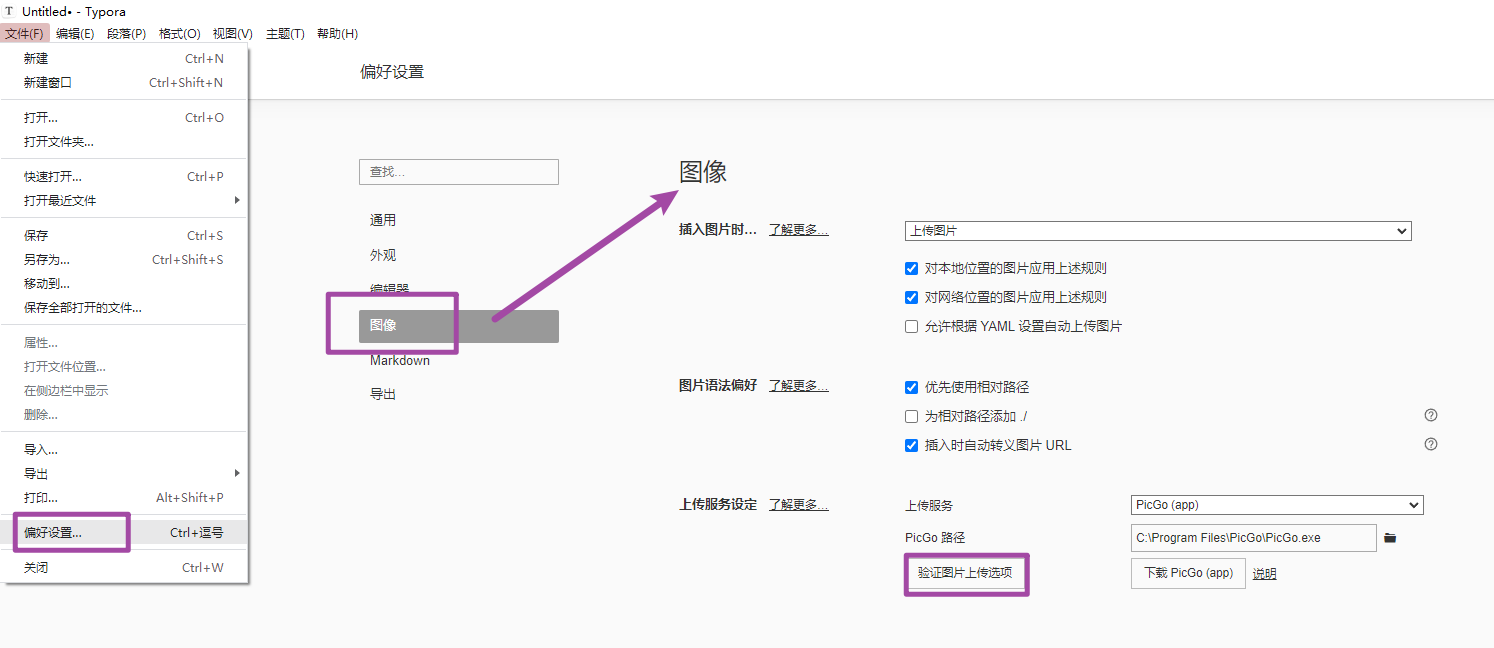 T Untitled• - Typora
文件(F) 编辑(E) 段落(P) 格式(O) 视图(V) 主题(T) 帮助(H)
新建 Ctrl+N
新建窗口 Ctrl+Shift+N
打开... Ctrl+O
打开文件夹...
快速打开... Ctrl+P
打开最近文件
保存 Ctrl+S
另存为... Ctrl+Shift+S
移动到...
保存全部打开的文件...
属性...
打开文件位置...
在侧边栏中显示
删除...
导入...
导出
打印... Alt+Shift+P
偏好设置... Ctrl+逗号
关闭 Ctrl+W
偏好设置
查找...
通用
外观
编辑器
图像
Markdown
导出
图像
插入图片时... 了解更多...
上传图片
对本地位置的图片应用上述规则
对网络位置的图片应用上述规则
允许根据 YAML 设置自动上传图片
图片语法偏好 了解更多...
优先使用相对路径
为相对路径添加 ./
插入时自动转义图片 URL
上传服务设定 了解更多...
上传服务 PicGo (app)
PicGo 路径 C:\Program Files\PicGo\PicGo.exe
验证图片上传选项 下载 PicGo (app) 说明